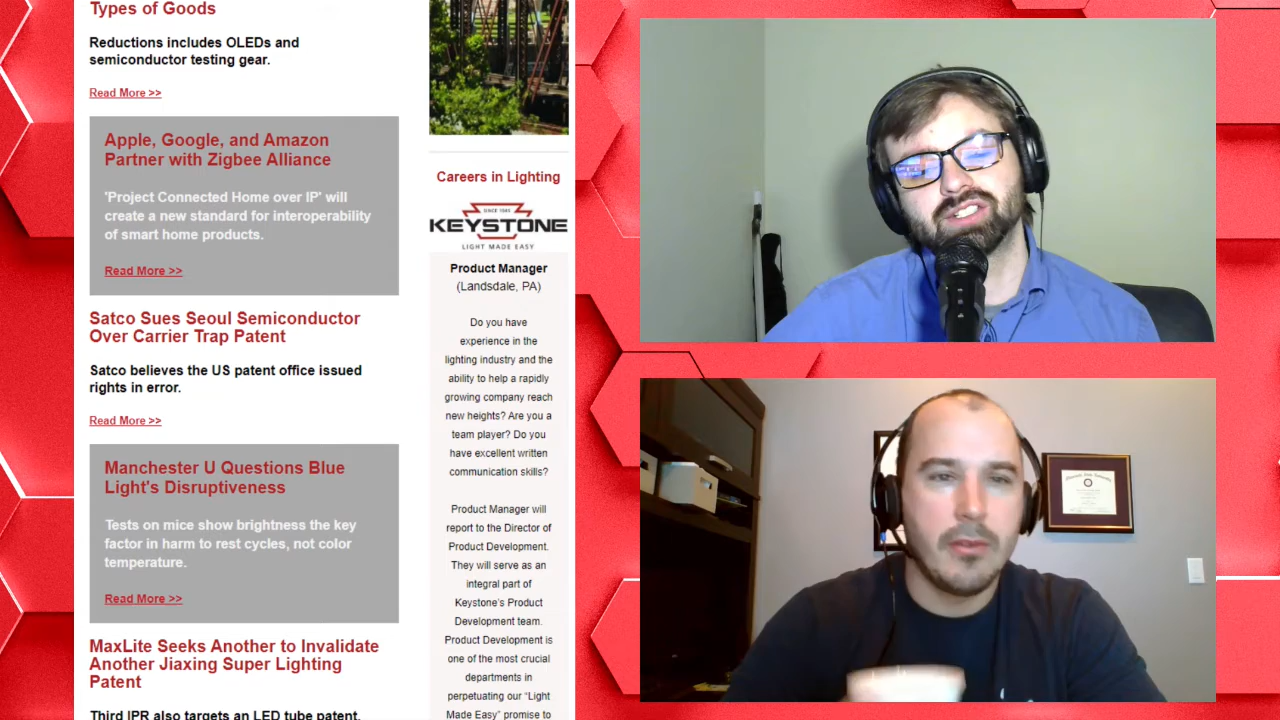 Types of Goods
Reductions includes OLEDs and
semiconductor testing gear.
Read More >>
Apple, Google, and Amazon
Partner with Zigbee Alliance
'Project Connected Home over IP' will
create a new standard for interoperability
of smart home products.
Read More >>
Satco Sues Seoul Semiconductor
Over Carrier Trap Patent
Satco believes the US patent office issued
rights in error.
Read More >>
Manchester U Questions Blue
Light's Disruptiveness
Tests on mice show brightness the key
factor in harm to rest cycles, not color
temperature.
Read More >>
MaxLite Seeks Another to Invalidate
Another Jiaxing Super Lighting
Patent
Third IPR also targets an LED tube patent.
Careers in Lighting
KEYSTONE
LIGHT MADE EASY
Product Manager
(Landsdale, PA)
Do you have
experience in the
lighting industry and the
ability to help a rapidly
growing company reach
new heights? Are you a
team player? Do you
have excellent written
communication skills?
Product Manager will
report to the Director of
Product Development.
They will serve as an
integral part of
Keystone's Product
Development team.
Product Development is
one of the most crucial
departments in
perpetuating our “Light
Made Easy” promise to